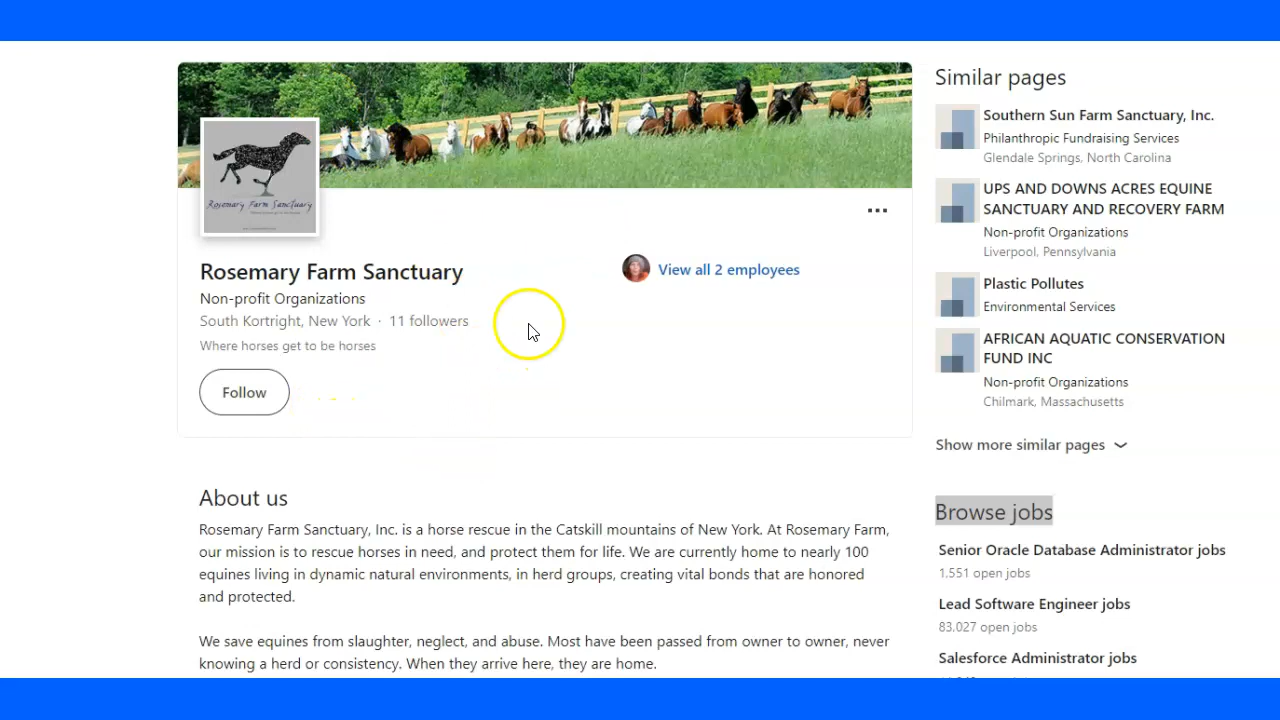 Rosemary Farm Sanctuary
Rosemary Farm Sanctuary
Non-profit Organizations
South Kortright, New York · 11 followers
Where horses get to be horses
Follow
View all 2 employees
About us
Rosemary Farm Sanctuary, Inc. is a horse rescue in the Catskill mountains of New York. At Rosemary Farm,
our mission is to rescue horses in need, and protect them for life. We are currently home to nearly 100
equines living in dynamic natural environments, in herd groups, creating vital bonds that are honored
and protected.
We save equines from slaughter, neglect, and abuse. Most have been passed from owner to owner, never
knowing a herd or consistency. When they arrive here, they are home.
Similar pages
Southern Sun Farm Sanctuary, Inc.
Philanthropic Fundraising Services
Glendale Springs, North Carolina
UPS AND DOWNS ACRES EQUINE
SANCTUARY AND RECOVERY FARM
Non-profit Organizations
Liverpool, Pennsylvania
Plastic Pollutes
Environmental Services
AFRICAN AQUATIC CONSERVATION
FUND INC
Non-profit Organizations
Chilmark, Massachusetts
Show more similar pages
Browse jobs
Senior Oracle Database Administrator jobs
1,551 open jobs
Lead Software Engineer jobs
83,027 open jobs
Salesforce Administrator jobs